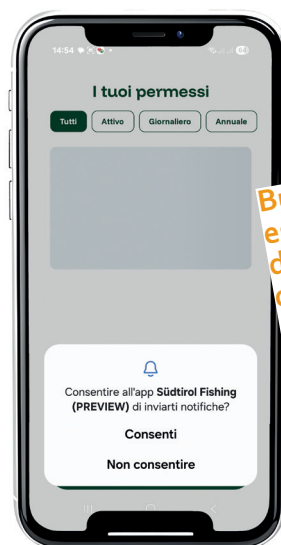 14:54
I tuoi permessi
Tutti
Attivo
Giornaliero
Annuale
Consentire all'app Südtirol Fishing
(PREVIEW) di inviarti notifiche?
Consenti
Non consentire